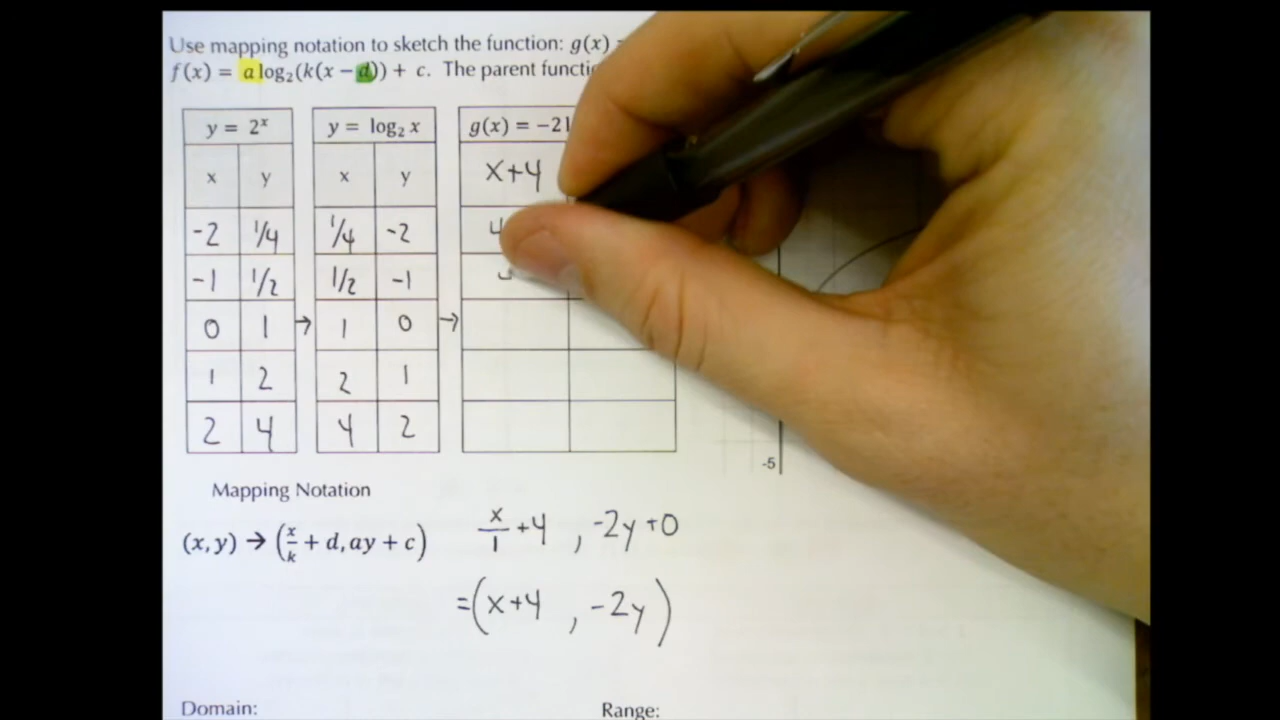 Use mapping notation to sketch the function: g(x)
f(x) = a log₂(k(x − d)) + c. The parent
y = 2ˣ
x y
-2 1/4
-1 1/2
0 1
1 2
2 4
→
y = log₂ x
x y
1/4 -2
1/2 -1
1 0
2 1
4 2
→
g(x) = −2
x+4
4
Mapping Notation
(x, y) → (x/k + d, ay + c)
x/1 +4 , -2y +0
=(x+4 , -2y)
-5
Domain: Range: